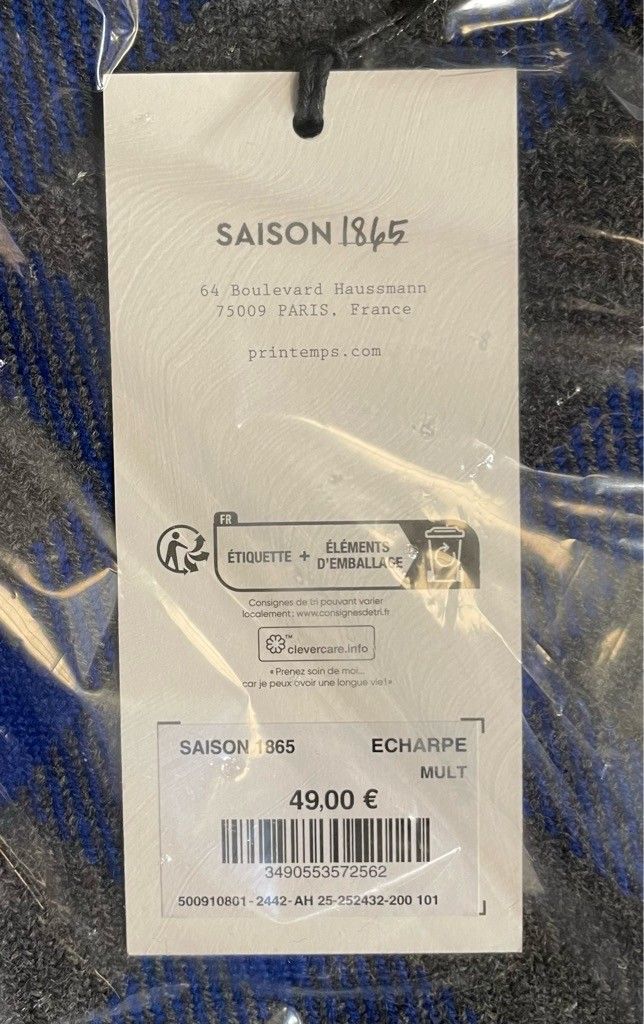 SAISON 1865
64 Boulevard Haussmann
75009 PARIS, France
printemps.com
FR
ÉTIQUETTE + ÉLÉMENTS
D'EMBALLAGE
Consignes de tri pouvant varier
localement : www.consignesdetri.fr
™
clevercare.info
«Prenez soin de moi...
car je peux avoir une longue vie!»
SAISON 1865 ECHARPE
MULT
49,00 €
3490553572562
500910801-2442-AH 25-252432-200 101